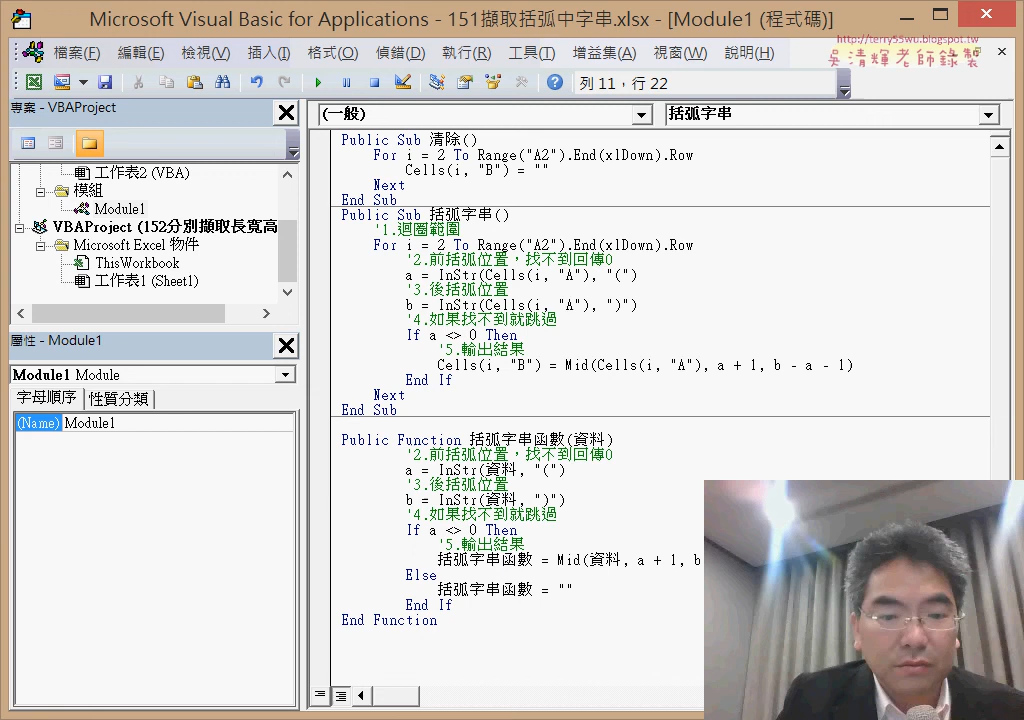 Microsoft Visual Basic for Applications - 151擷取括弧中字串.xlsx - [Module1 (程式碼)]
http://terry55wu.blogspot.tw
吳清輝老師錄製
檔案(F) 編輯(E) 檢視(V) 插入(I) 格式(O) 偵錯(D) 執行(R) 工具(T) 增益集(A) 視窗(W) 說明(H)
列 11，行 22
專案 - VBAProject
工作表2 (VBA)
模組
Module1
VBAProject (152分別擷取長寬高
Microsoft Excel 物件
ThisWorkbook
工作表1 (Sheet1)
屬性 - Module1
Module1 Module
字母順序 性質分類
(Name) Module1
(一般) 括弧字串
Public Sub 清除()
For i = 2 To Range("A2").End(xlDown).Row
Cells(i, "B") = ""
Next
End Sub
Public Sub 括弧字串()
'1.迴圈範圍
For i = 2 To Range("A2").End(xlDown).Row
'2.前括弧位置，找不到回傳0
a = InStr(Cells(i, "A"), "(")
'3.後括弧位置
b = InStr(Cells(i, "A"), ")")
'4.如果找不到就跳過
If a <> 0 Then
'5.輸出結果
Cells(i, "B") = Mid(Cells(i, "A"), a + 1, b - a - 1)
End If
Next
End Sub
Public Function 括弧字串函數(資料)
'2.前括弧位置，找不到回傳0
a = InStr(資料, "(")
'3.後括弧位置
b = InStr(資料, ")")
'4.如果找不到就跳過
If a <> 0 Then
'5.輸出結果
括弧字串函數 = Mid(資料, a + 1, b
Else
括弧字串函數 = ""
End If
End Function